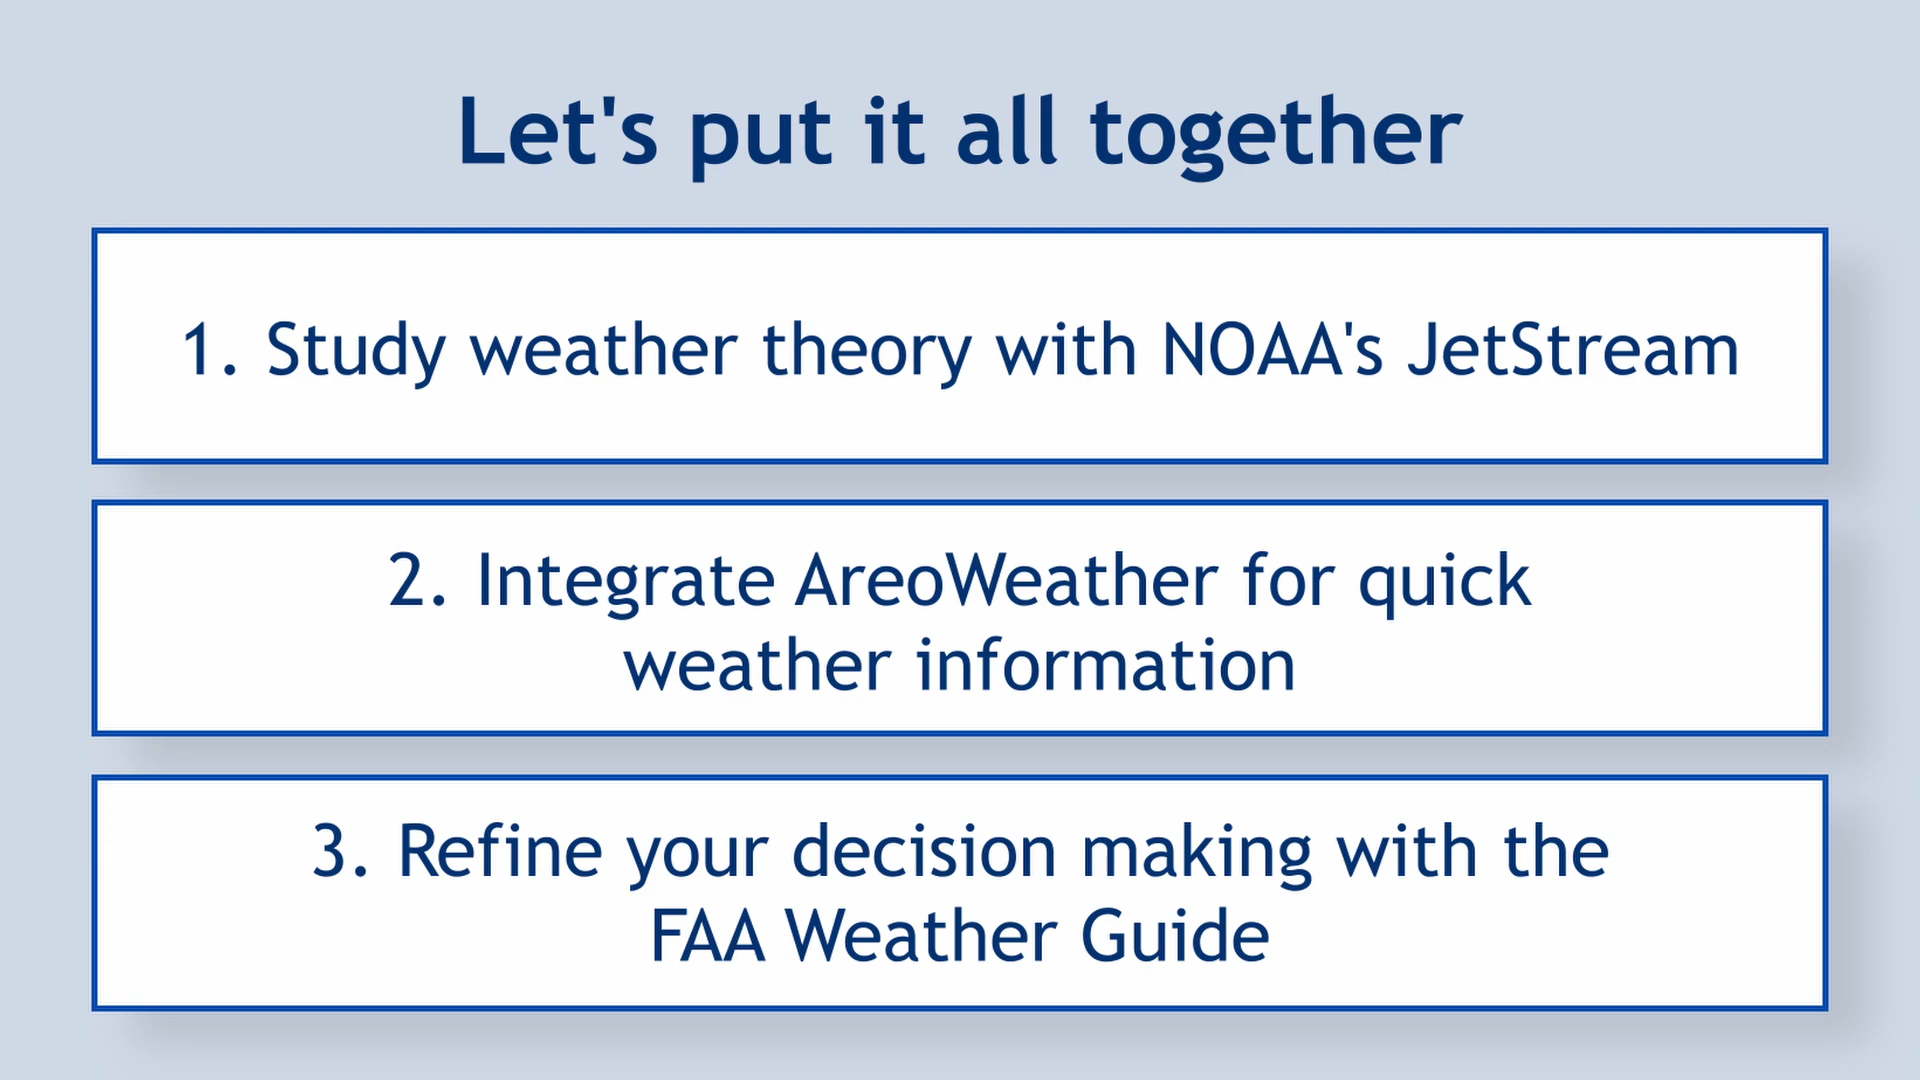 Let's put it all together
1. Study weather theory with NOAA's JetStream
2. Integrate AreoWeather for quick
weather information
3. Refine your decision making with the
FAA Weather Guide